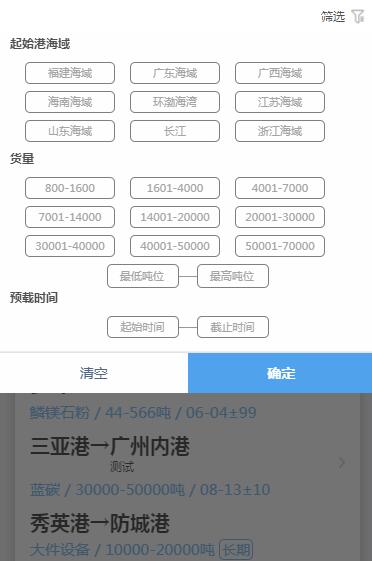 筛选
起始港海域
福建海域 广东海域 广西海域
海南海域 环渤海湾 江苏海域
山东海域 长江 浙江海域
货量
800-1600 1601-4000 4001-7000
7001-14000 14001-20000 20001-30000
30001-40000 40001-50000 50001-70000
最低吨位 最高吨位
预载时间
起始时间 截止时间
清空 确定
鳞镁石粉 / 44-566吨 / 06-04±99
三亚港→广州内港
测试
蓝碳 / 30000-50000吨 / 08-13±10
秀英港→防城港
大件设备 / 10000-20000吨 长期